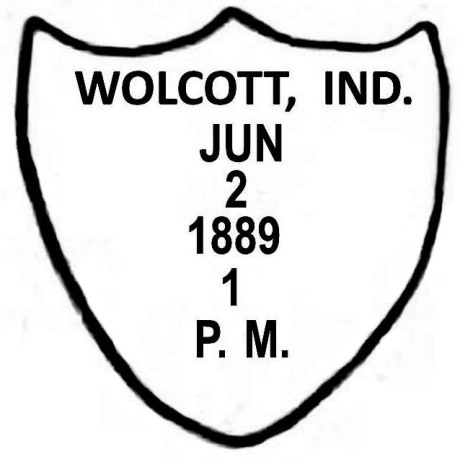 WOLCOTT, IND.
JUN
2
1889
1
P. M.